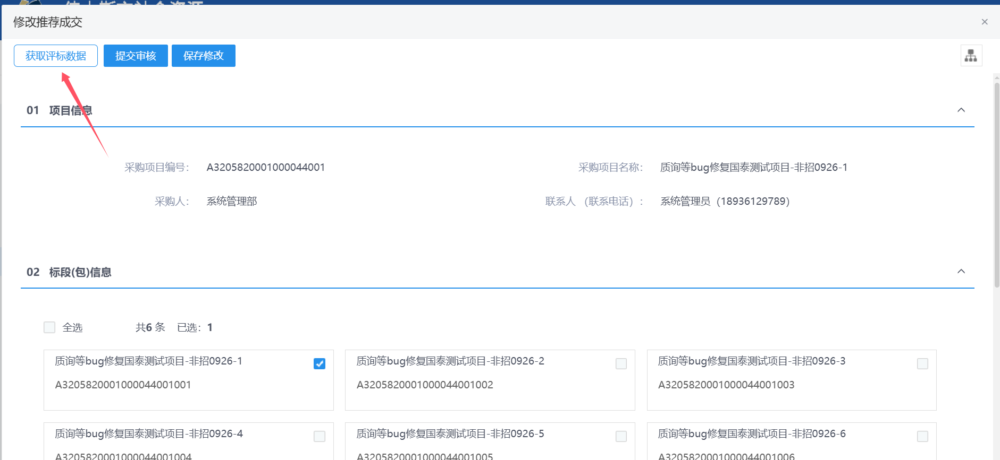 修改推荐成交
获取评标数据 提交审核 保存修改
01 项目信息
采购项目编号： A3205820001000044001 采购项目名称： 质询等bug修复国泰测试项目-非招0926-1
采购人： 系统管理部 联系人 （联系电话）： 系统管理员（18936129789）
02 标段(包)信息
全选 共6 条 已选：1
质询等bug修复国泰测试项目-非招0926-1
A3205820001000044001001
质询等bug修复国泰测试项目-非招0926-2
A3205820001000044001002
质询等bug修复国泰测试项目-非招0926-3
A3205820001000044001003
质询等bug修复国泰测试项目-非招0926-4
A3205820001000044001004
质询等bug修复国泰测试项目-非招0926-5
A3205820001000044001005
质询等bug修复国泰测试项目-非招0926-6
A3205820001000044001006